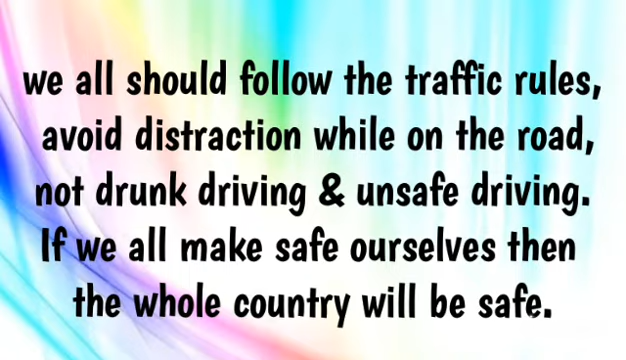 we all should follow the traffic rules,
avoid distraction while on the road,
not drunk driving & unsafe driving.
If we all make safe ourselves then
the whole country will be safe.